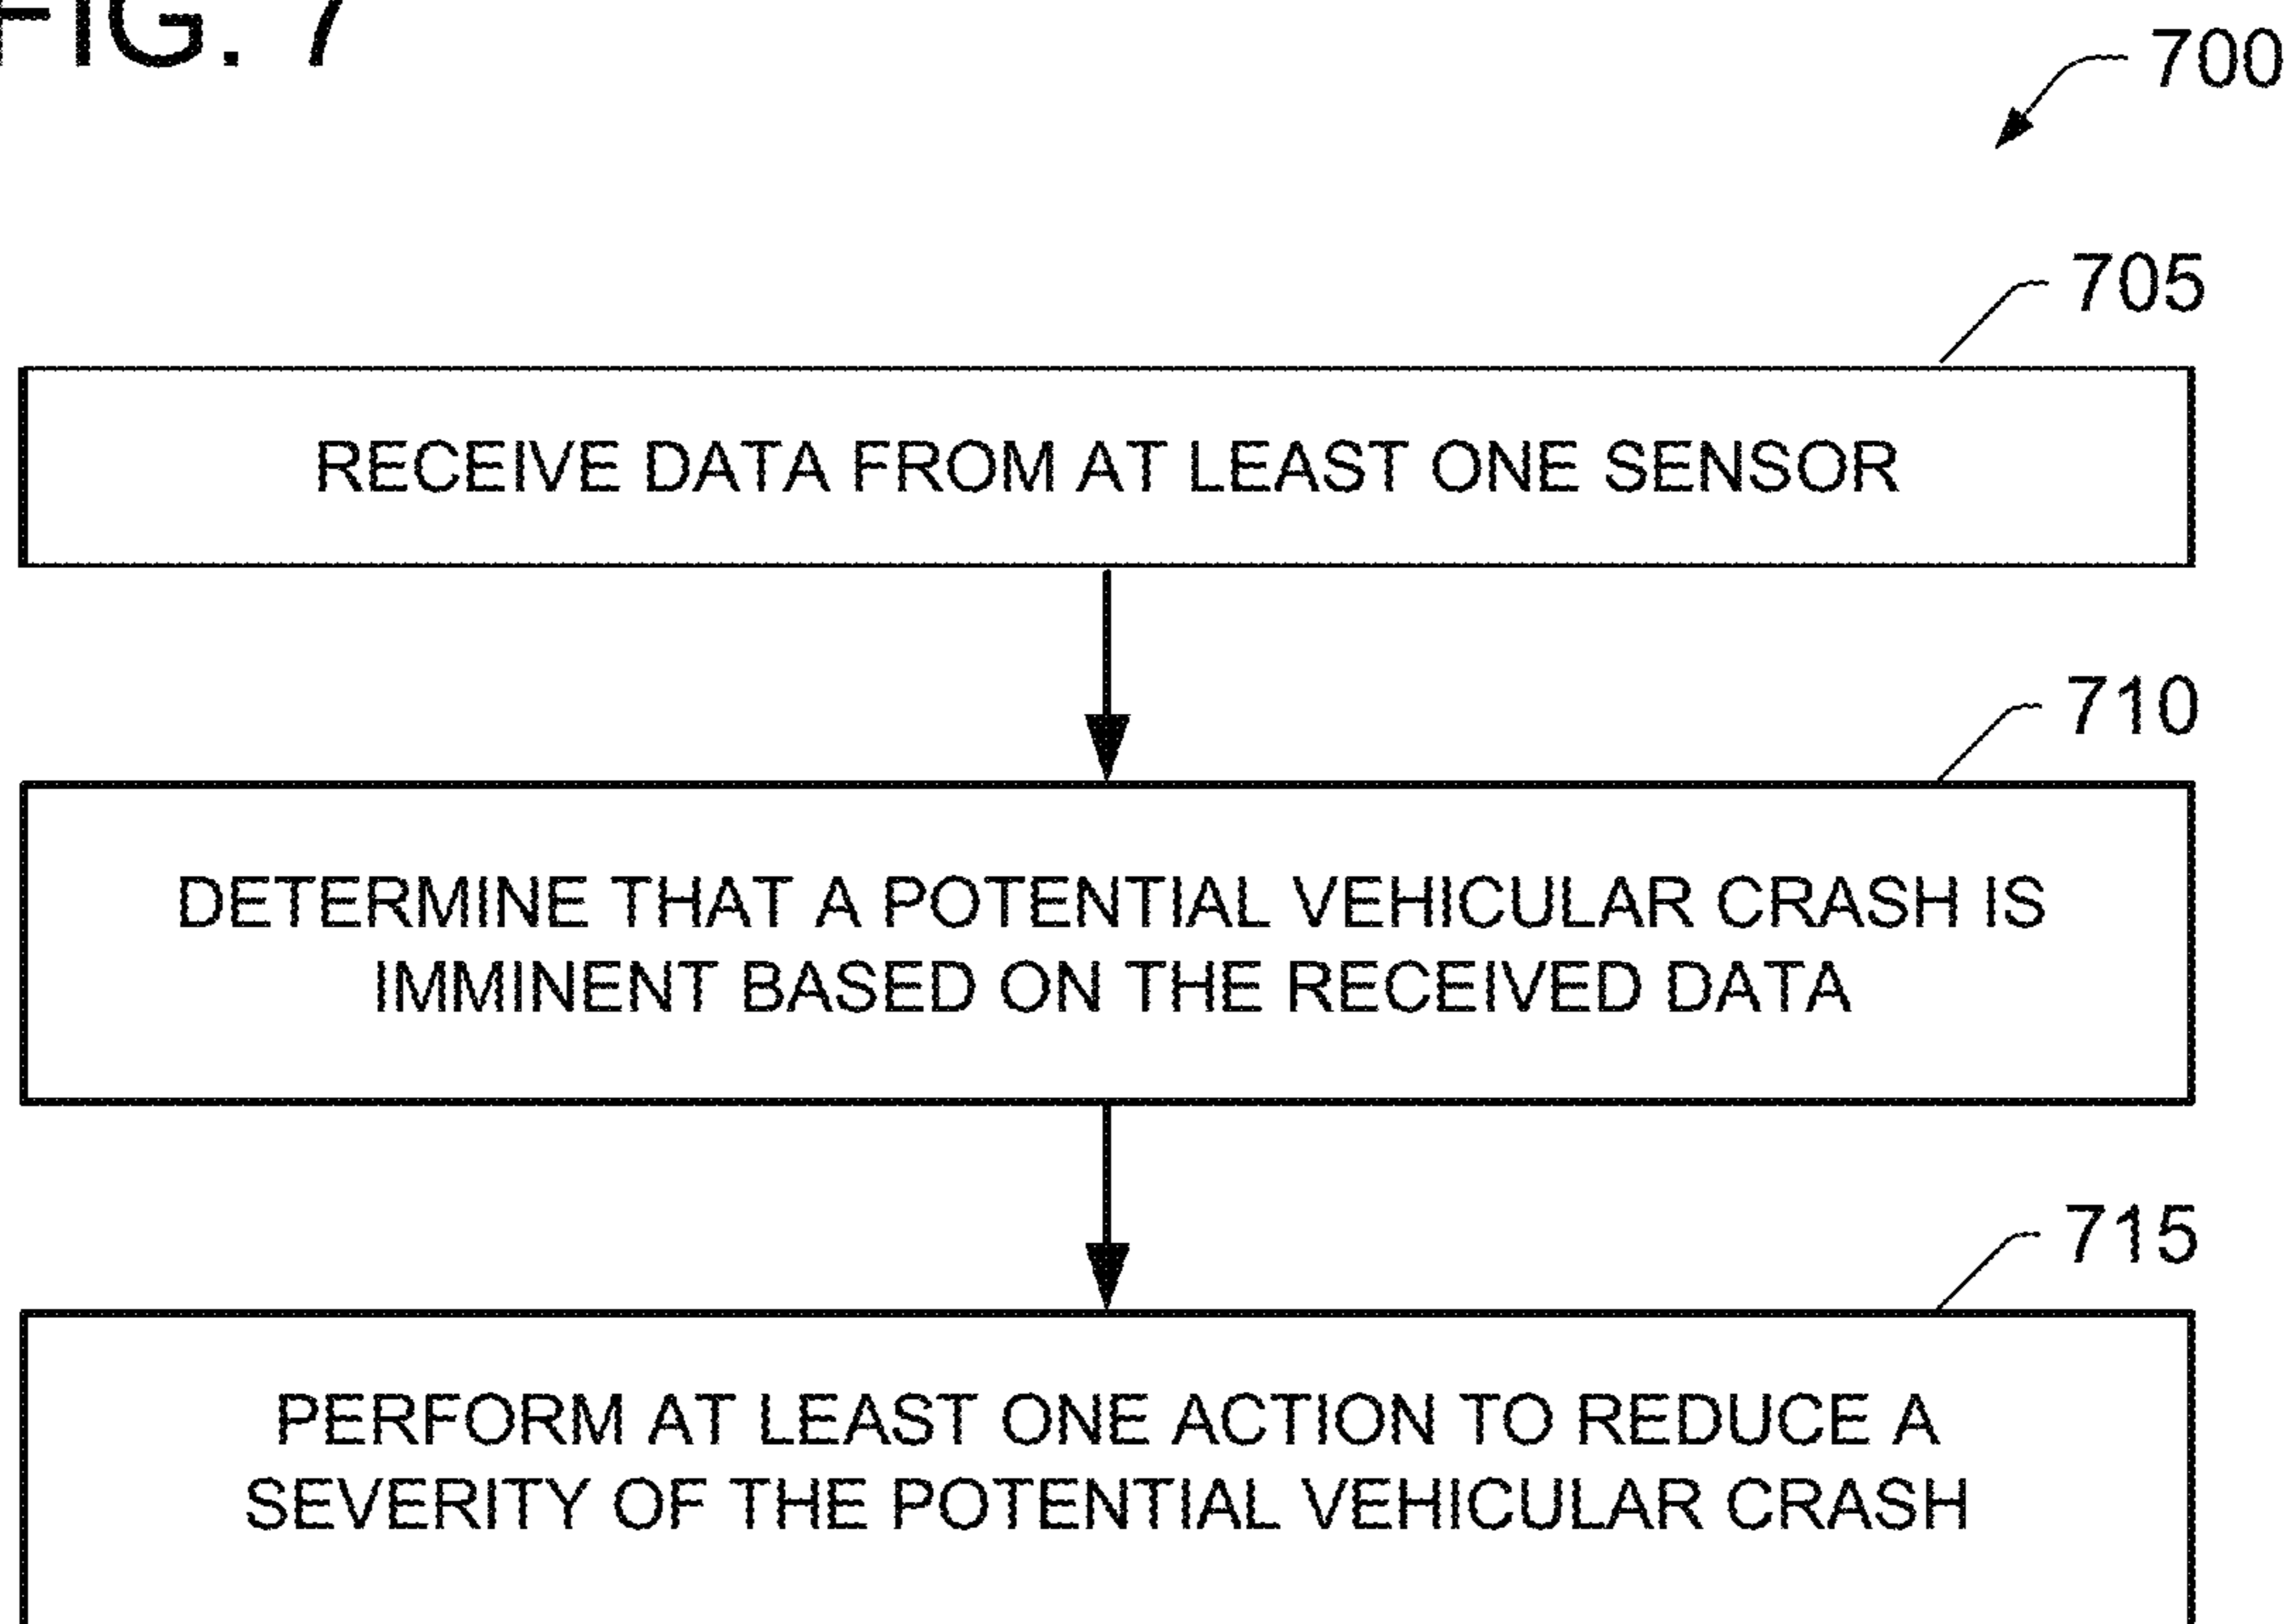 FIG. 7
700
705
RECEIVE DATA FROM AT LEAST ONE SENSOR
710
DETERMINE THAT A POTENTIAL VEHICULAR CRASH IS
IMMINENT BASED ON THE RECEIVED DATA
715
PERFORM AT LEAST ONE ACTION TO REDUCE A
SEVERITY OF THE POTENTIAL VEHICULAR CRASH